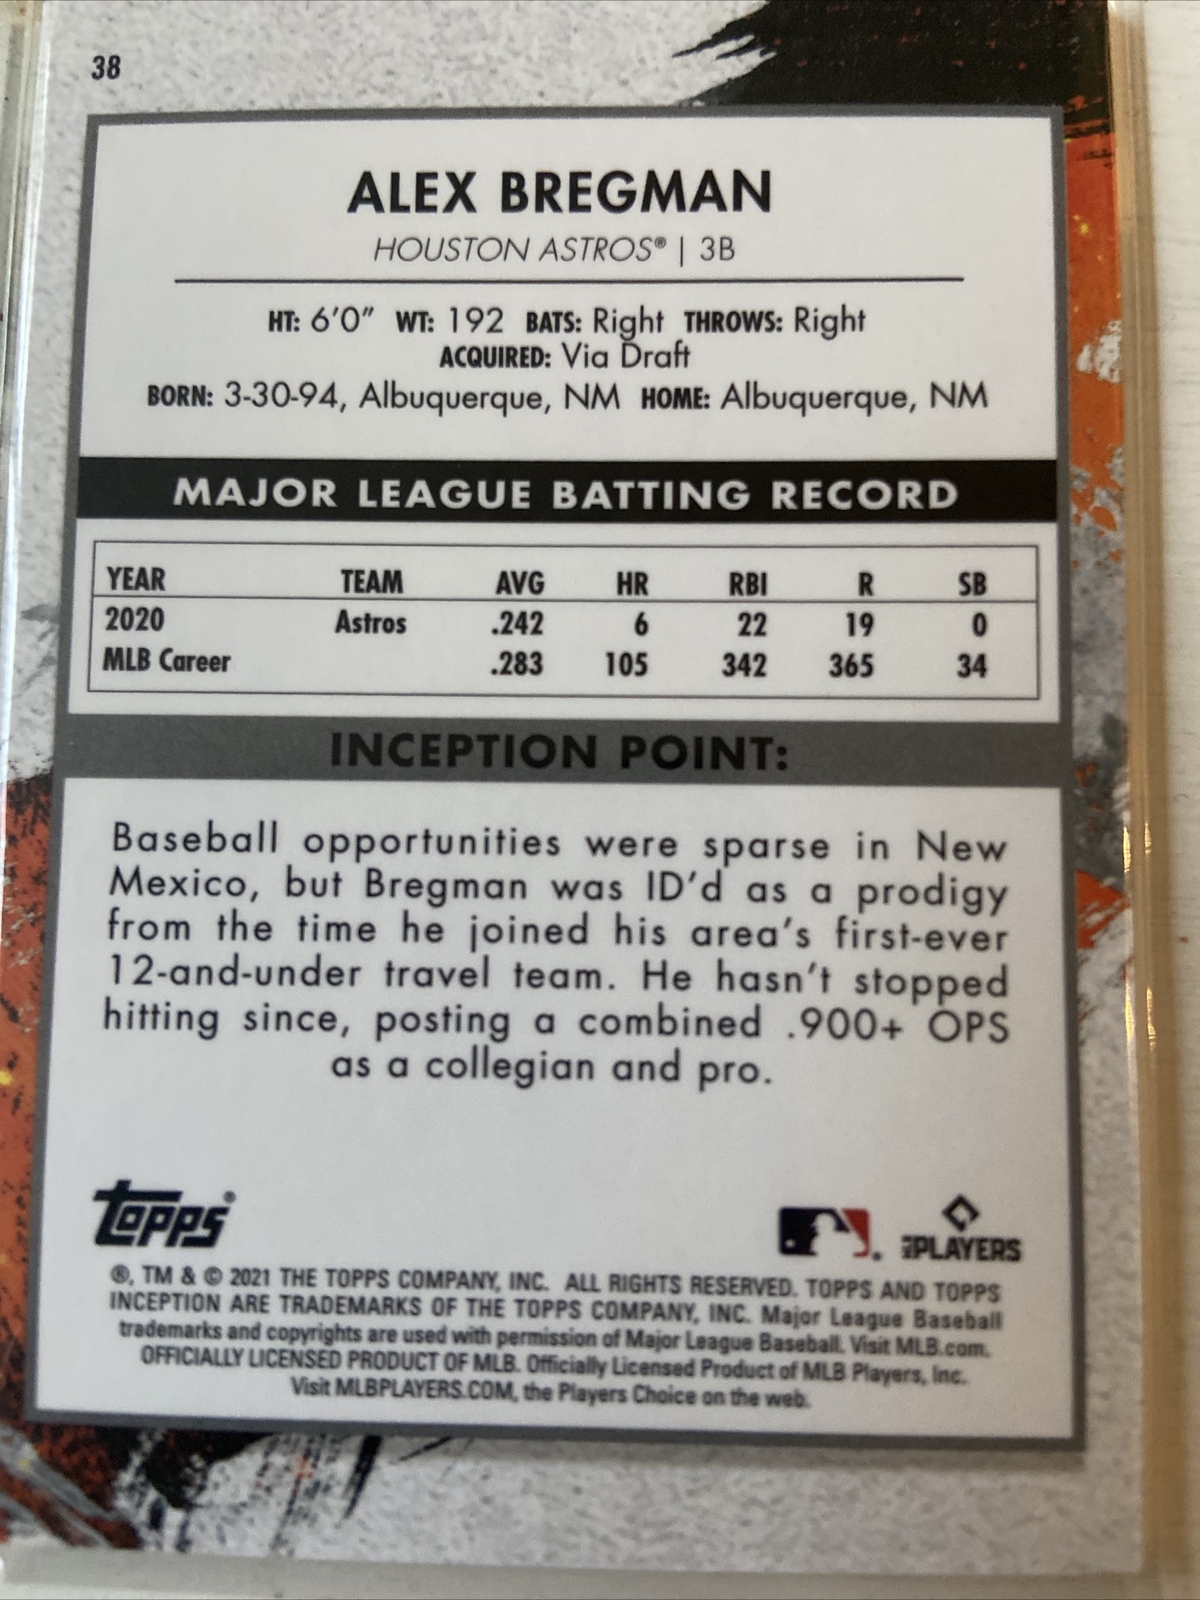 38
ALEX BREGMAN
HOUSTON ASTROS® | 3B
HT: 6'0" WT: 192 BATS: Right THROWS: Right
ACQUIRED: Via Draft
BORN: 3-30-94, Albuquerque, NM HOME: Albuquerque, NM
MAJOR LEAGUE BATTING RECORD
YEAR TEAM AVG HR RBI R SB
2020 Astros .242 6 22 19 0
MLB Career .283 105 342 365 34
INCEPTION POINT:
Baseball opportunities were sparse in New
Mexico, but Bregman was ID'd as a prodigy
from the time he joined his area's first-ever
12-and-under travel team. He hasn't stopped
hitting since, posting a combined .900+ OPS
as a collegian and pro.
Topps®
MLB PLAYERS
®, TM & © 2021 THE TOPPS COMPANY, INC. ALL RIGHTS RESERVED. TOPPS AND TOPPS
INCEPTION ARE TRADEMARKS OF THE TOPPS COMPANY, INC. Major League Baseball
trademarks and copyrights are used with permission of Major League Baseball. Visit MLB.com.
OFFICIALLY LICENSED PRODUCT OF MLB. Officially Licensed Product of MLB Players, Inc.
Visit MLBPLAYERS.COM, the Players Choice on the web.